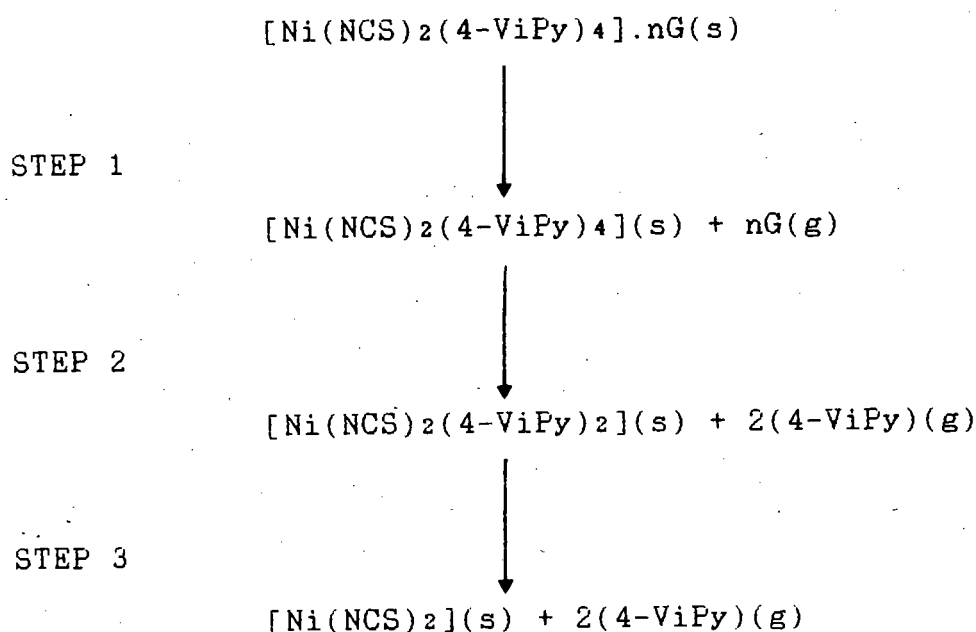 [Ni(NCS)2(4-ViPy)4].nG(s)
STEP 1
[Ni(NCS)2(4-ViPy)4](s) + nG(g)
STEP 2
[Ni(NCS)2(4-ViPy)2](s) + 2(4-ViPy)(g)
STEP 3
[Ni(NCS)2](s) + 2(4-ViPy)(g)